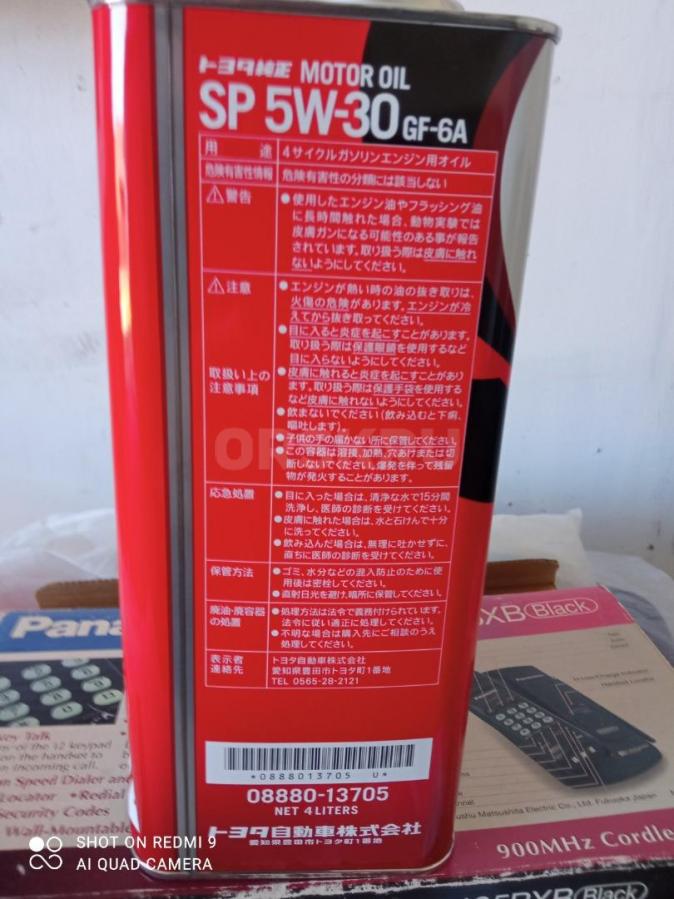 トヨタ純正 MOTOR OIL
SP 5W-30 GF-6A
用途 4サイクルガソリンエンジン用オイル
危険有害性情報 危険有害性の分類には該当しない
⚠警告
●使用したエンジン油やフラッシング油
に長時間触れた場合、動物実験では
皮膚ガンになる可能性のある事が報告
されています。取り扱う際は皮膚に触れ
ないようにしてください。
⚠注意
取扱い上の
注意事項
●エンジンが熱い時の油の抜き取りは、
火傷の危険があります。エンジンが冷
えてから抜き取ってください。
●目に入ると炎症を起こすことがあります。
取り扱う際は保護眼鏡を使用するなど
目に入らないようにしてください。
●皮膚に触れると炎症を起こすことがあり
ます。取り扱う際は保護手袋を使用する
など皮膚に触れないようにしてください。
●飲まないでください(飲み込むと下痢、
嘔吐します)。
●子供の手の届かない所に保管してください。
●この容器は溶接、加熱、穴あけまたは切
断しないでください。爆発を伴って残留
物が発火することがあります。
応急処置
●目に入った場合は、清浄な水で15分間
洗浄し、医師の診断を受けてください。
●皮膚に触れた場合は、水と石けんで十分
に洗ってください。
●飲み込んだ場合は、無理に吐かせずに、
直ちに医師の診断を受けてください。
保管方法
●ゴミ、水分などの混入防止のために使
用後は密栓してください。
●直射日光を避け、暗所に保管してください。
廃油・廃容器
の処置
●処理方法は法令で義務付けられています。
法令に従い適正に処理してください。
●不明な場合は購入先にご相談のうえ
処理してください。
表示者
連絡先
トヨタ自動車株式会社
愛知県豊田市トヨタ町1番地
TEL 0565-28-2121
*0888013705 U*
08880-13705
NET 4LITERS
トヨタ自動車株式会社
愛知県豊田市トヨタ町1番地
Pana
Talk
of the 12 keypad
the handset to
incoming call.
Speed Dialer and
Locator • Redial
Security Codes
Wall-Mountable
XB Black
Handset Locator
ushu Matsushita Electric Co., Ltd. Fukuoka Japan
900MHz Cordle
Black
SHOT ON REDMI 9
AI QUAD CAMERA